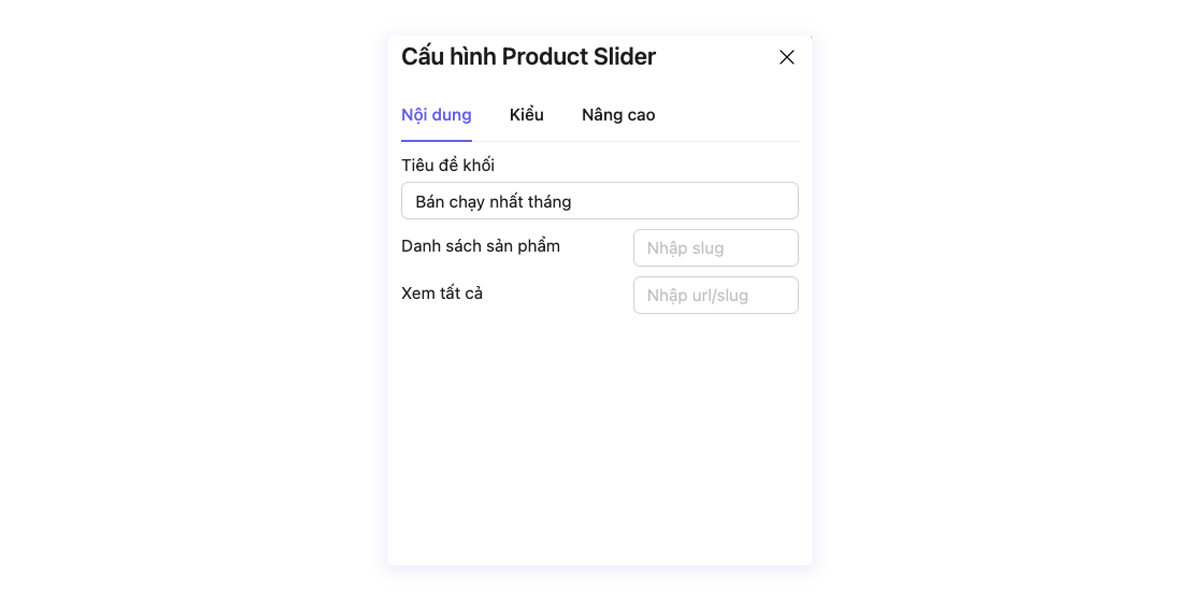 Cấu hình Product Slider
Nội dung Kiểu Nâng cao
Tiêu đề khối
Bán chạy nhất tháng
Danh sách sản phẩm Nhập slug
Xem tất cả Nhập url/slug